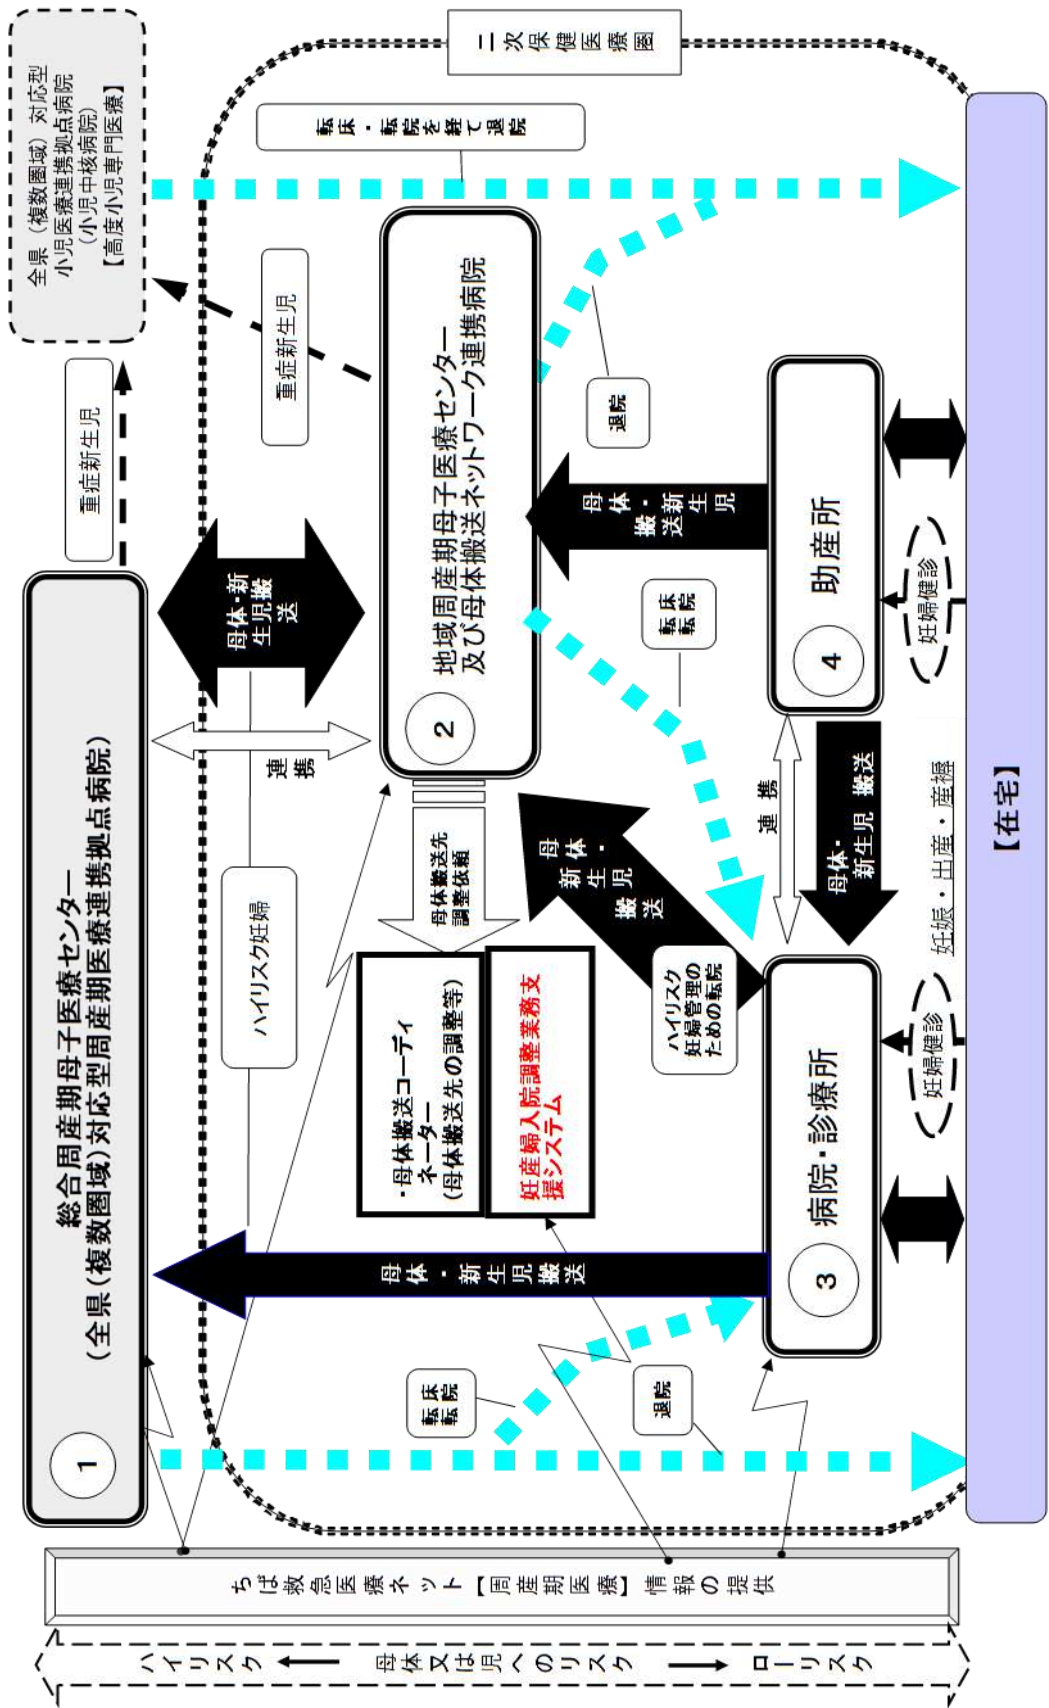 総合周産期母子医療センター
(全県(複数圏域)対応型周産期医療連携拠点病院)
1
全県（複数圏域）対応型
小児医療連携拠点病院
（小児中核病院）
【高度小児専門医療】
重症新生児
重症新生児
二次保健医療圏
転床・転院を経て退院
母体・新
生児搬
送
連
携
ハイリスク妊婦
2
地域周産期母子医療センター
及び母体搬送ネットワーク連携病院
母体搬送先
調整依頼
・母体搬送コーディ
ネーター
(母体搬送先の調整等)
妊産婦入院調整業務支
援システム
母体・新生児搬送
母体・
新生児
搬送
ハイリスク
妊婦管理の
ための転院
転床
転院
退院
母体・
搬送新生
児
転床
転院
退院
3
病院・診療所
連 携
母体・
新生児 搬送
4
助産所
妊婦健診
妊娠・出産・産褥
妊婦健診
【在宅】
ちば救急医療ネット【周産期医療】情報の提供
ハイリスク
母体又は児へのリスク
ローリスク